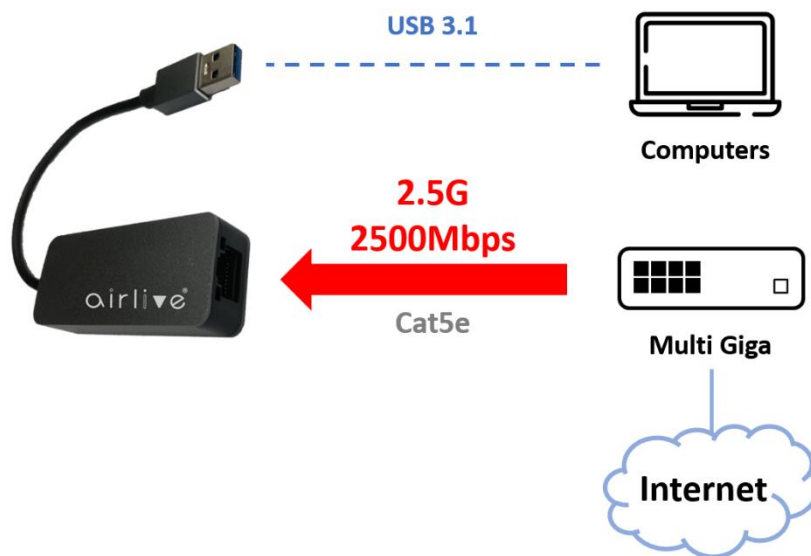 USB 3.1
Computers
2.5G
2500Mbps
airlive®
Cat5e
Multi Giga
Internet